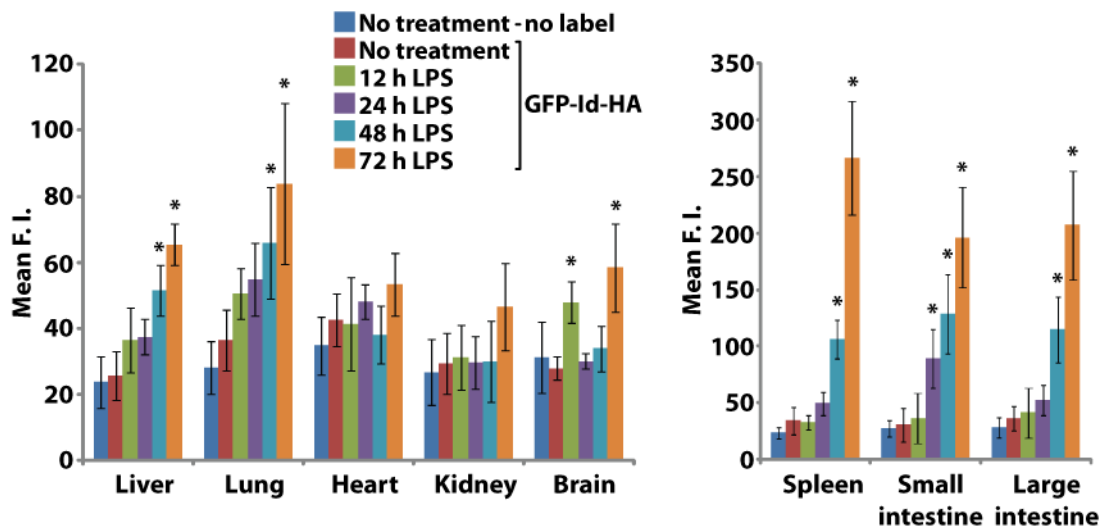 No treatment - no label
No treatment
12 h LPS
24 h LPS
48 h LPS
72 h LPS
GFP-Id-HA
Mean F. I.
120
100
80
60
40
20
0
*
*
*
*
*
*
Liver
Lung
Heart
Kidney
Brain
Mean F. I.
350
300
250
200
150
100
50
0
*
*
*
*
*
*
*
Spleen
Small
intestine
Large
intestine